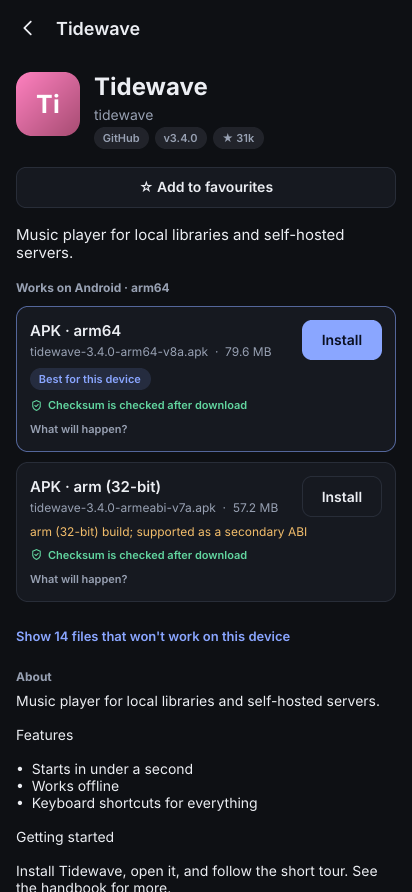 Tidewave
Ti
Tidewave
tidewave
GitHub
v3.4.0
★ 31k
☆ Add to favourites
Music player for local libraries and self-hosted
servers.
Works on Android · arm64
APK · arm64
tidewave-3.4.0-arm64-v8a.apk · 79.6 MB
Install
Best for this device
Checksum is checked after download
What will happen?
APK · arm (32-bit)
tidewave-3.4.0-armeabi-v7a.apk · 57.2 MB
Install
arm (32-bit) build; supported as a secondary ABI
Checksum is checked after download
What will happen?
Show 14 files that won't work on this device
About
Music player for local libraries and self-hosted servers.
Features
• Starts in under a second
• Works offline
• Keyboard shortcuts for everything
Getting started
Install Tidewave, open it, and follow the short tour. See
the handbook for more.